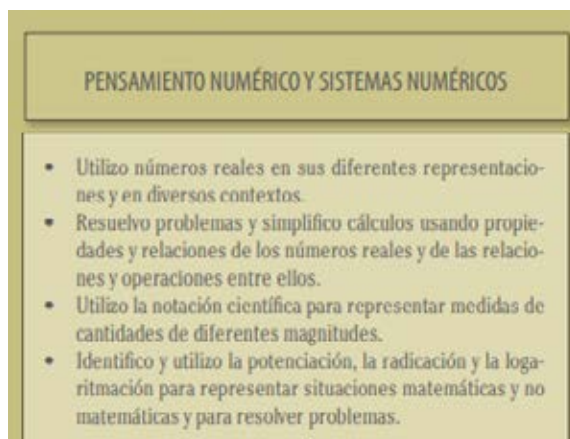 PENSAMIENTO NUMÉRICO Y SISTEMAS NUMÉRICOS
• Utilizo números reales en sus diferentes representacio-
nes y en diversos contextos.
• Resuelvo problemas y simplifico cálculos usando propie-
dades y relaciones de los números reales y de las relacio-
nes y operaciones entre ellos.
• Utilizo la notación científica para representar medidas de
cantidades de diferentes magnitudes.
• Identifico y utilizo la potenciación, la radicación y la loga-
ritmación para representar situaciones matemáticas y no
matemáticas y para resolver problemas.